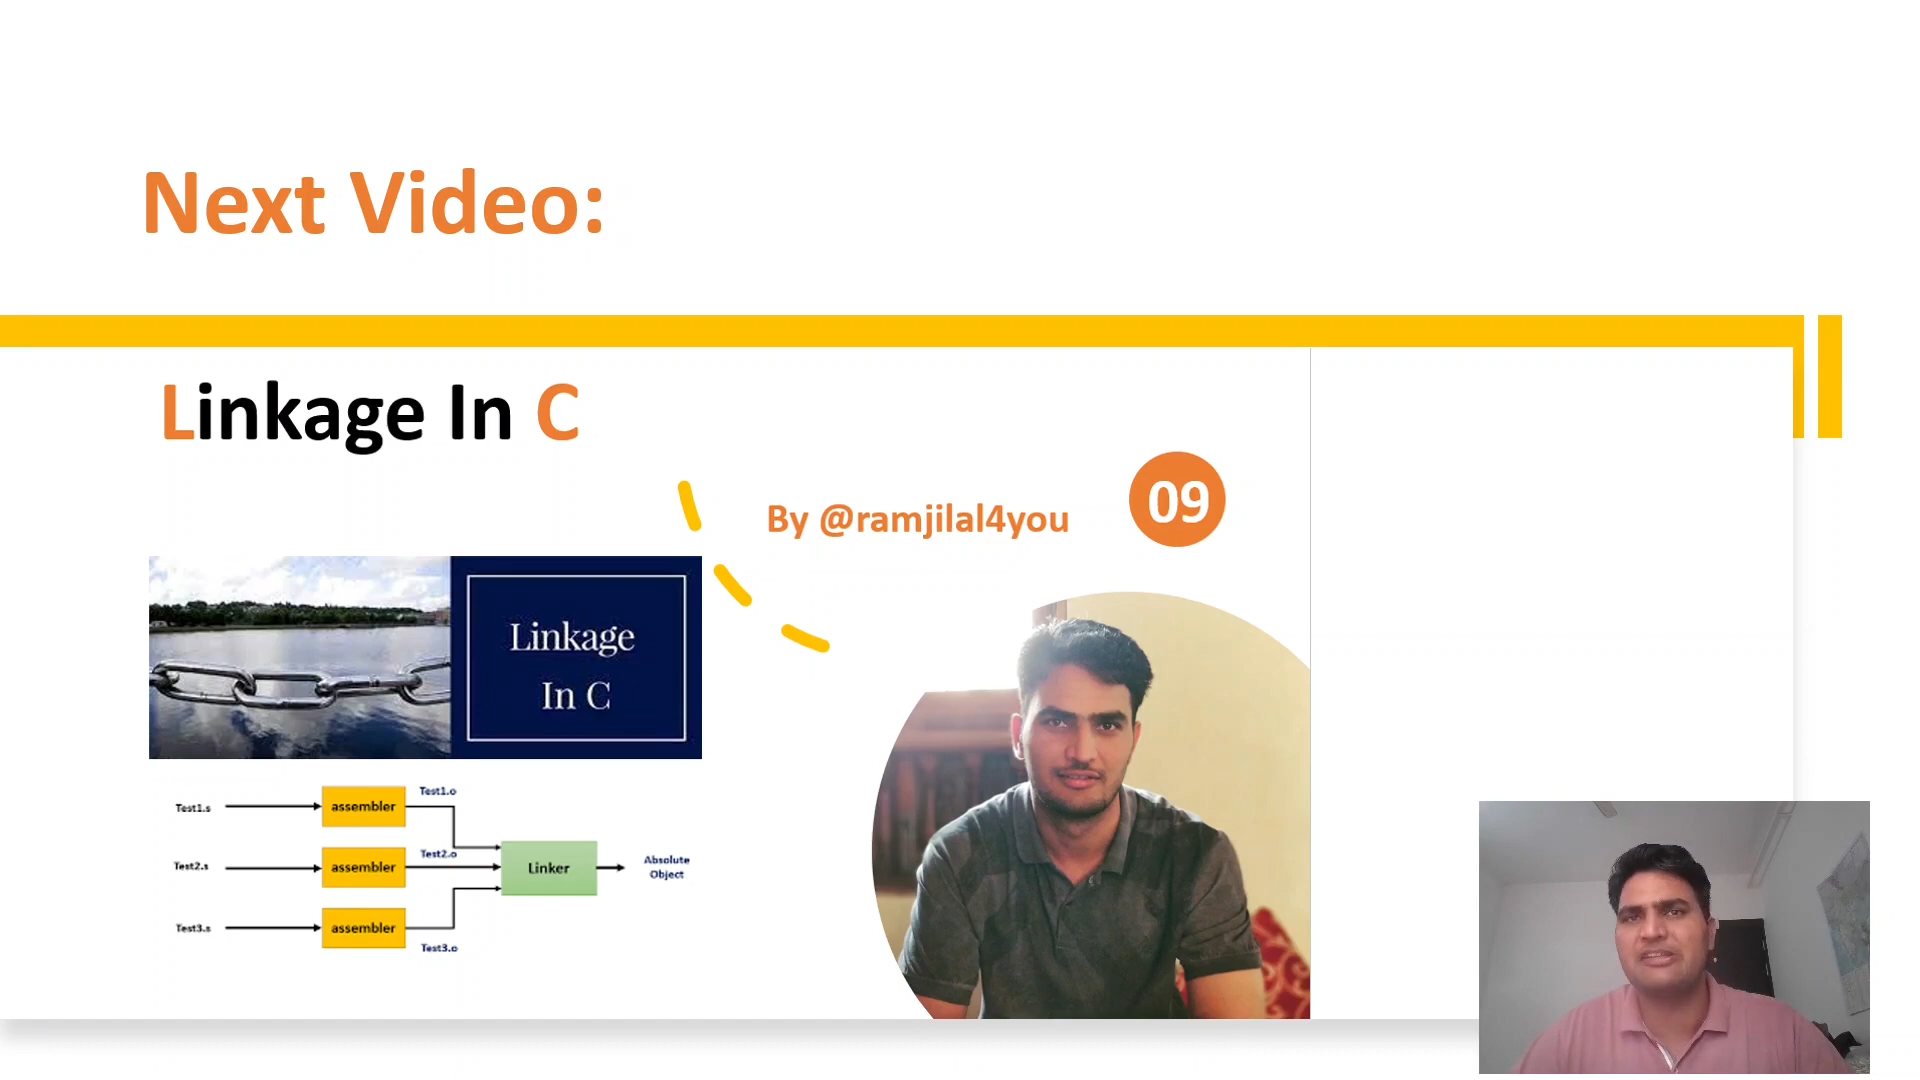 Next Video:
Linkage In C
By @ramjilal4you
09
Linkage
In C
Test1.s
assembler
Test1.o
Test2.s
assembler
Test2.o
Linker
Absolute
Object
Test3.s
assembler
Test3.o